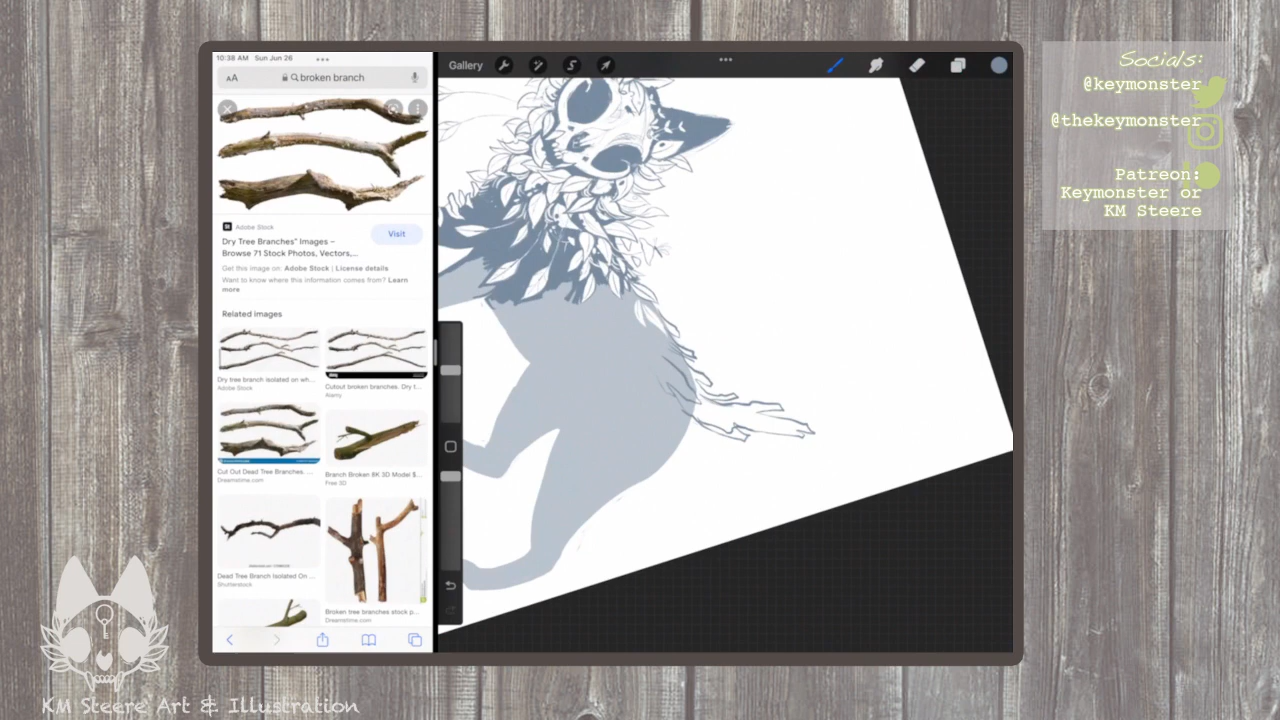 10:38 AM Sun Jun 26
AA broken branch
Adobe Stock
Dry Tree Branches" Images –
Browse 71 Stock Photos, Vectors,...
Visit
Get this image on: Adobe Stock | License details
Want to know where this information comes from? Learn
more
Related images
Dry tree branch isolated on wh...
Adobe Stock
Cutout broken branches. Dry t...
Alamy
Cut Out Dead Tree Branches. ...
Dreamstime.com
Branch Broken 8K 3D Model $...
Free 3D
Dead Tree Branch Isolated On ...
Shutterstock
Broken tree branches stock p...
Dreamstime.com
Gallery
Socials:
@keymonster
@thekeymonster
Patreon:
Keymonster or
KM Steere
KM Steere Art & Illustration